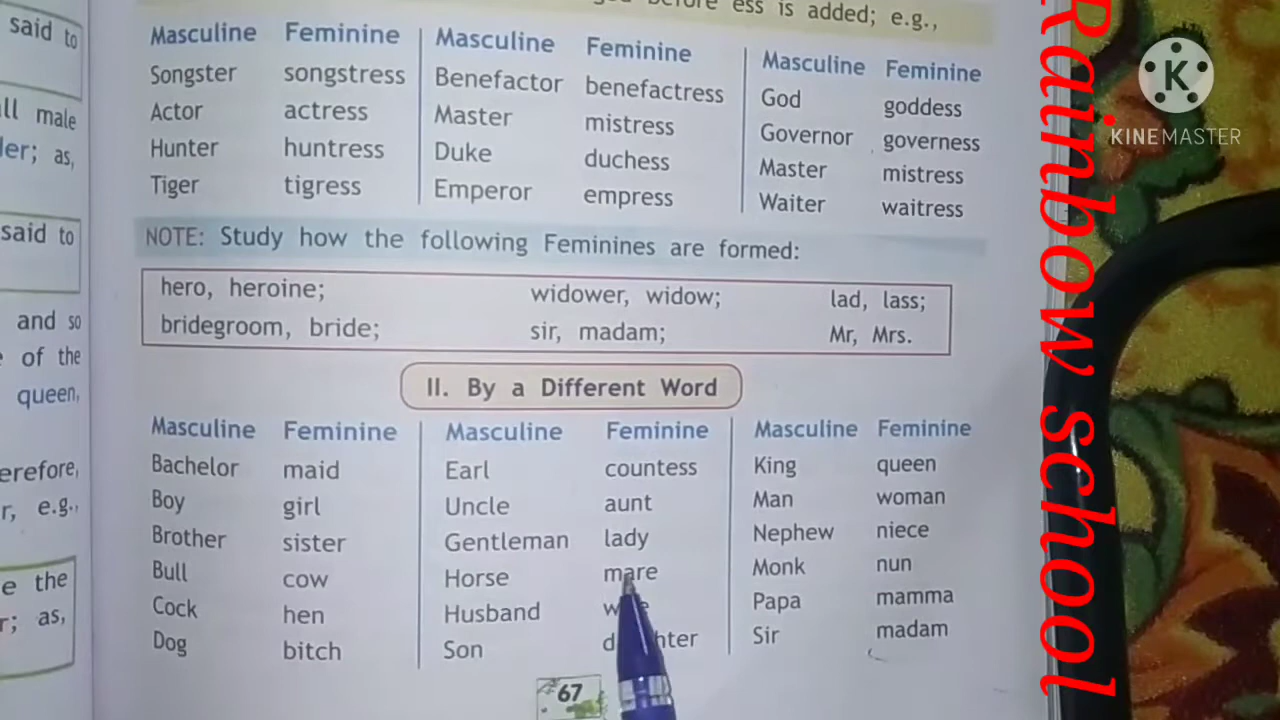 said to
all male
der; as,
said to
and so
of the
queen,
erefore,
r, e.g.,
e the
r; as,
before ess is added; e.g.,
Masculine Feminine Masculine Feminine Masculine Feminine
Songster songstress Benefactor benefactress God goddess
Actor actress Master mistress Governor governess
Hunter huntress Duke duchess Master mistress
Tiger tigress Emperor empress Waiter waitress
NOTE: Study how the following Feminines are formed:
hero, heroine; widower, widow; lad, lass;
bridegroom, bride; sir, madam; Mr, Mrs.
II. By a Different Word
Masculine Feminine Masculine Feminine Masculine Feminine
Bachelor maid Earl countess King queen
Boy girl Uncle aunt Man woman
Brother sister Gentleman lady Nephew niece
Bull cow Horse mare Monk nun
Cock hen Husband Papa mamma
Dog bitch Son Sir madam
67
Rainbow school
K
KINEMASTER